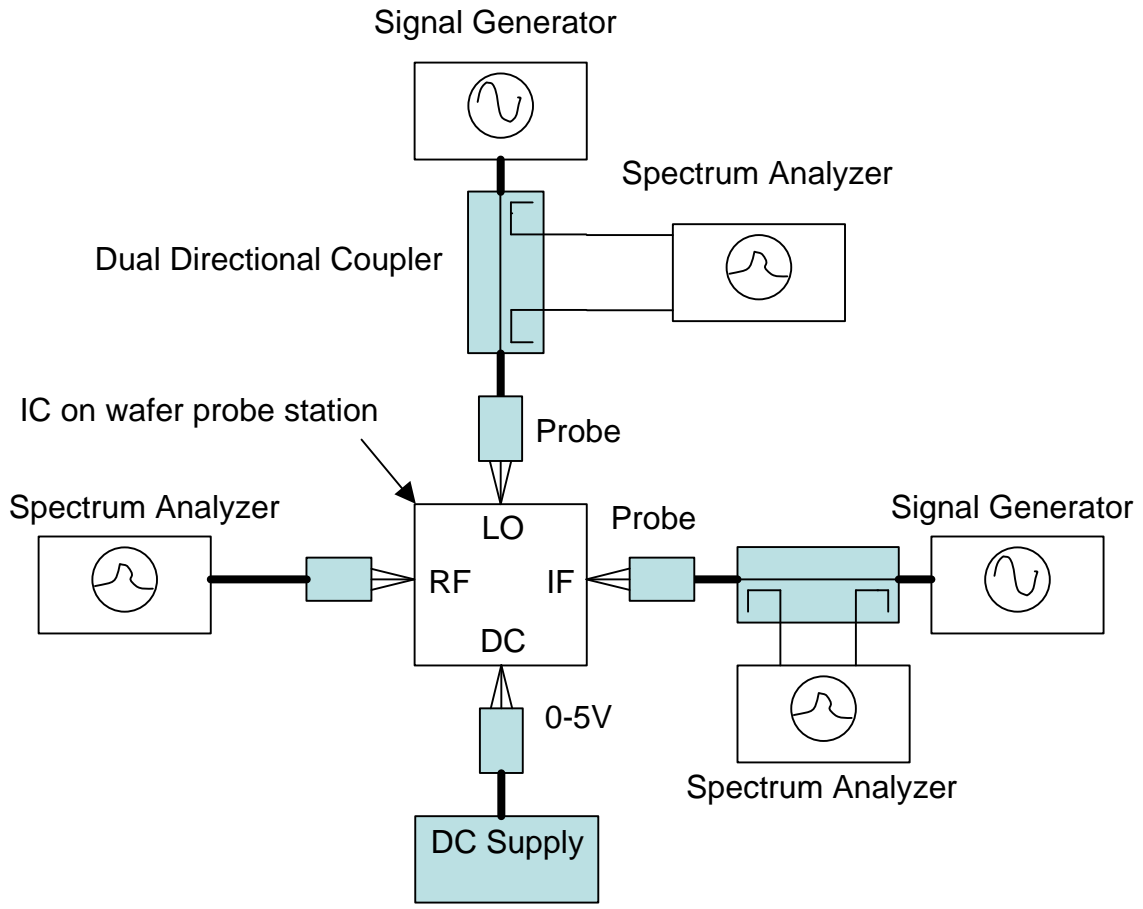 Signal Generator
Spectrum Analyzer
Dual Directional Coupler
IC on wafer probe station
Probe
Spectrum Analyzer
Probe
Signal Generator
LO
RF
IF
DC
0-5V
Spectrum Analyzer
DC Supply